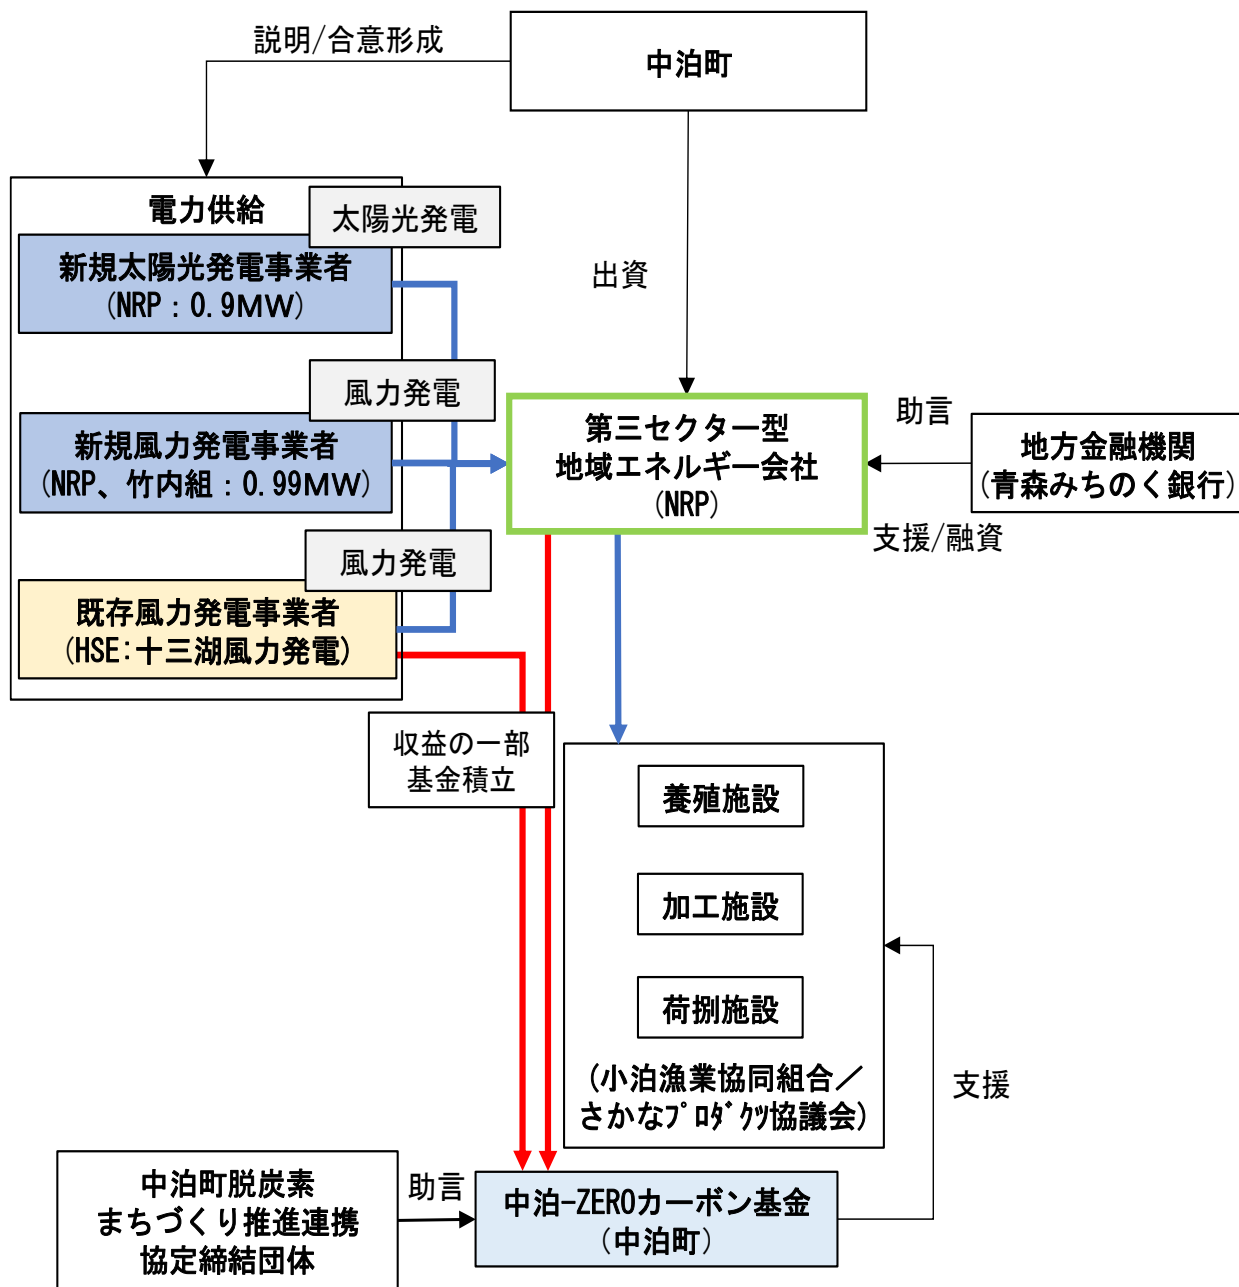 説明/合意形成
中泊町
電力供給
太陽光発電
新規太陽光発電事業者
(NRP：0.9MW)
出資
風力発電
新規風力発電事業者
(NRP、竹内組：0.99MW)
第三セクター型
地域エネルギー会社
(NRP)
助言
地方金融機関
(青森みちのく銀行)
支援/融資
風力発電
既存風力発電事業者
(HSE:十三湖風力発電)
収益の一部
基金積立
養殖施設
加工施設
荷捌施設
(小泊漁業協同組合／
さかなﾌﾟﾛﾀﾞｸﾂ協議会)
支援
中泊町脱炭素
まちづくり推進連携
協定締結団体
助言
中泊-ZEROカーボン基金
(中泊町)